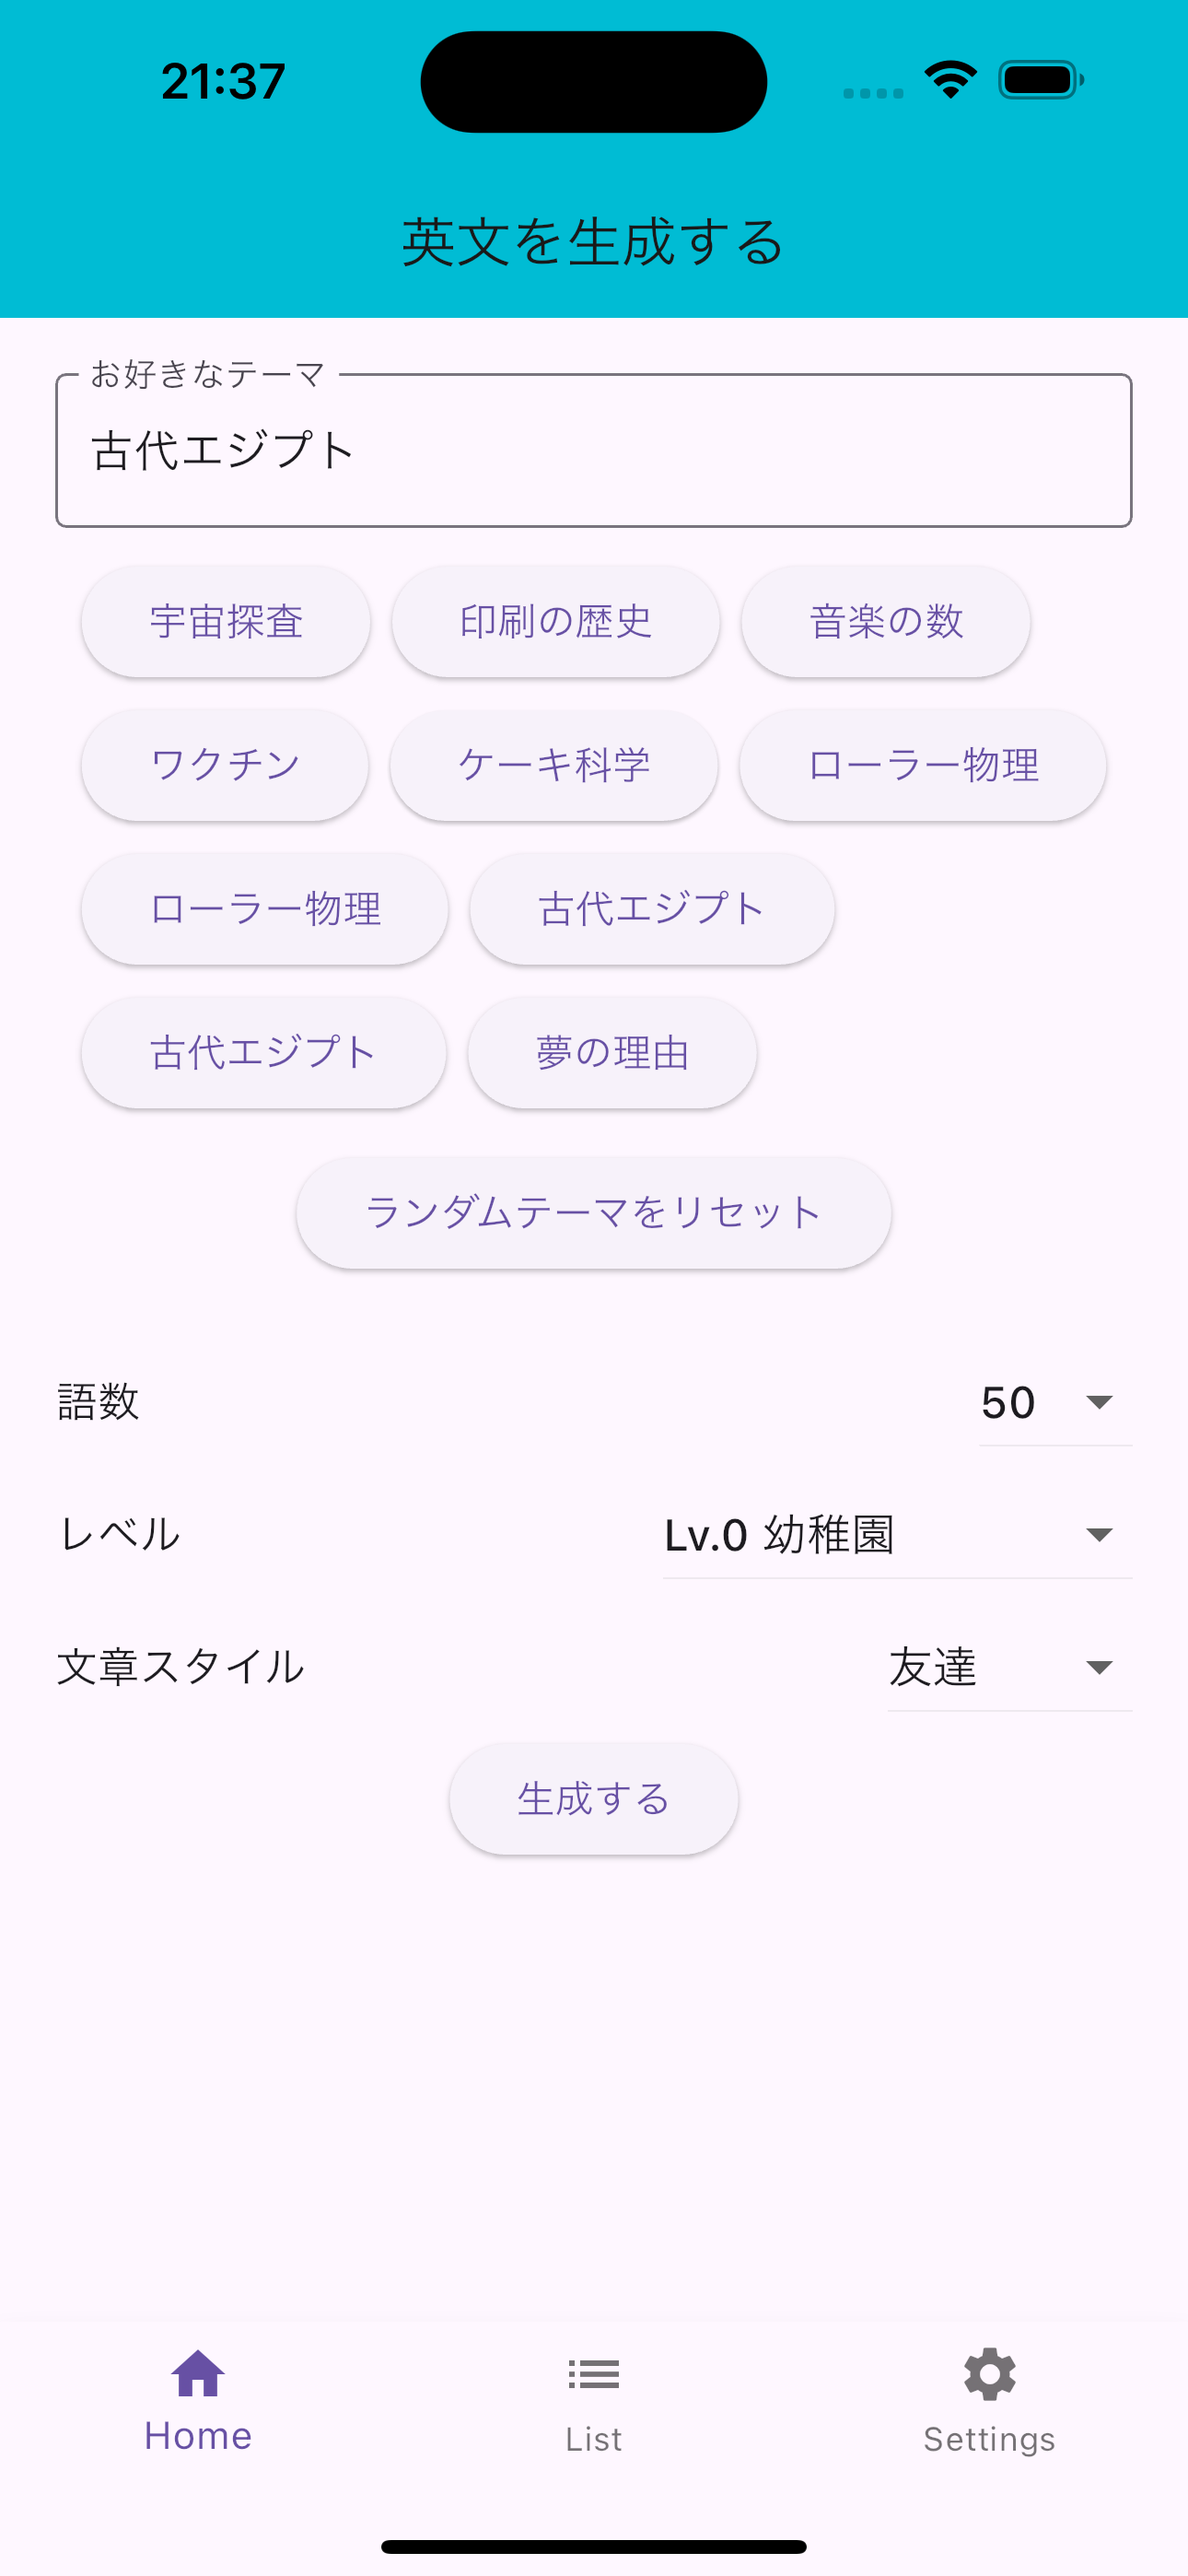 21:37
英文を生成する
お好きなテーマ
古代エジプト
宇宙探査 印刷の歴史 音楽の数
ワクチン ケーキ科学 ローラー物理
ローラー物理 古代エジプト
古代エジプト 夢の理由
ランダムテーマをリセット
語数 50
レベル Lv.0 幼稚園
文章スタイル 友達
生成する
Home List Settings